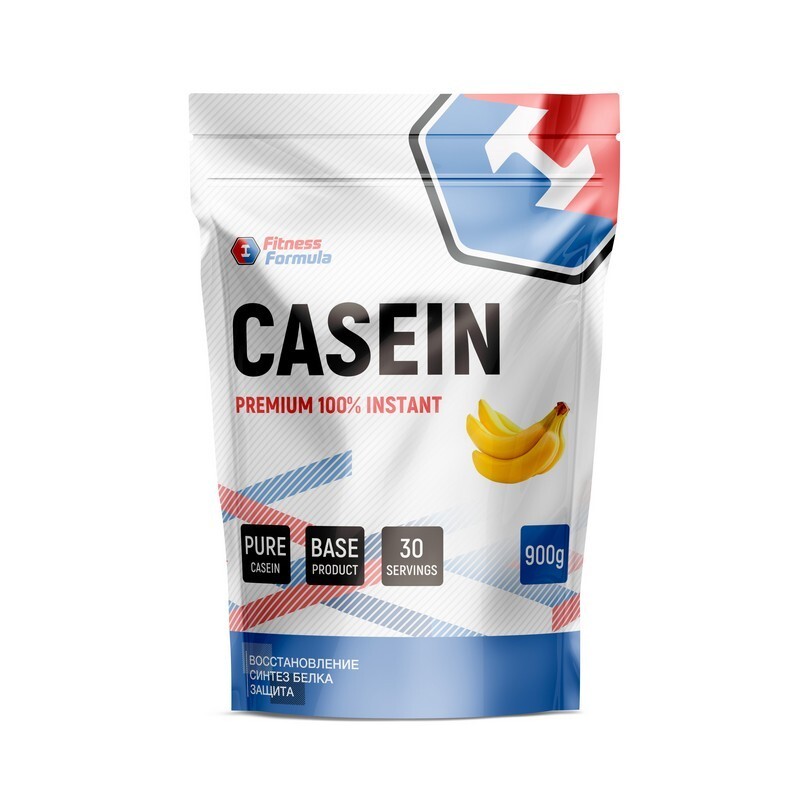 Fitness
Formula
CASEIN
PREMIUM 100% INSTANT
PURE
CASEIN
BASE
PRODUCT
30
SERVINGS
900g
ВОССТАНОВЛЕНИЕ
СИНТЕЗ БЕЛКА
ЗАЩИТА